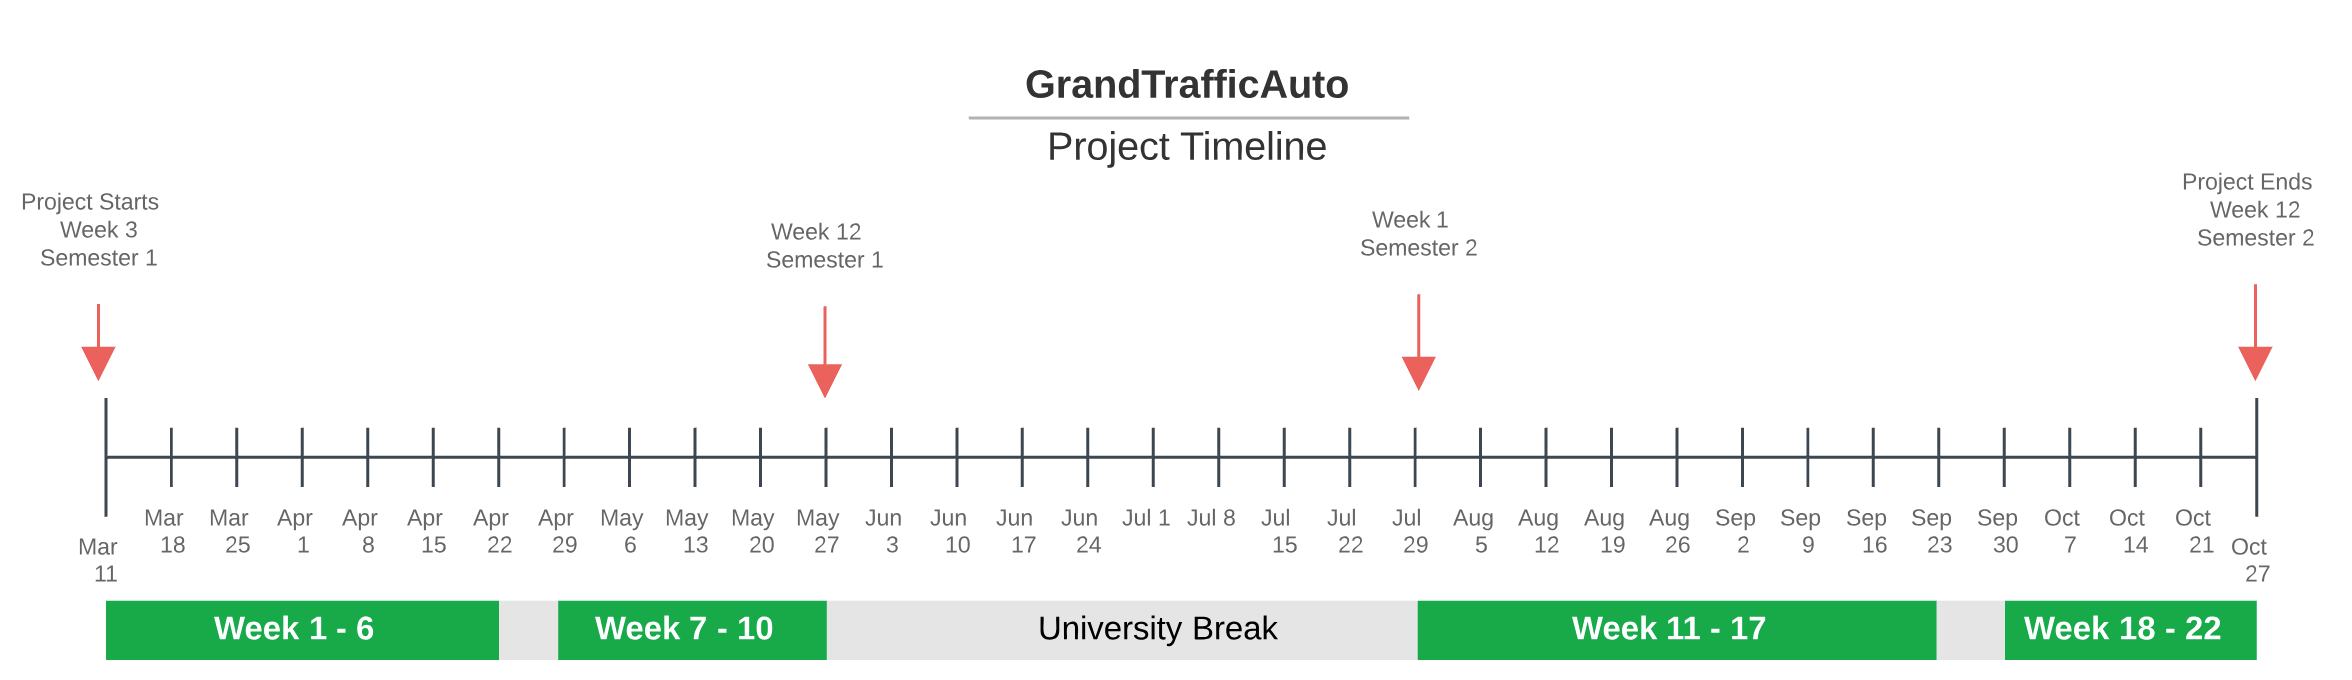 GrandTrafficAuto
Project Timeline
Project Starts
Week 3
Semester 1
Week 12
Semester 1
Week 1
Semester 2
Project Ends
Week 12
Semester 2
Mar
11
Mar
18
Mar
25
Apr
1
Apr
8
Apr
15
Apr
22
Apr
29
May
6
May
13
May
20
May
27
Jun
3
Jun
10
Jun
17
Jun
24
Jul 1
Jul 8
Jul
15
Jul
22
Jul
29
Aug
5
Aug
12
Aug
19
Aug
26
Sep
2
Sep
9
Sep
16
Sep
23
Sep
30
Oct
7
Oct
14
Oct
21
Oct
27
Week 1 - 6
Week 7 - 10
University Break
Week 11 - 17
Week 18 - 22